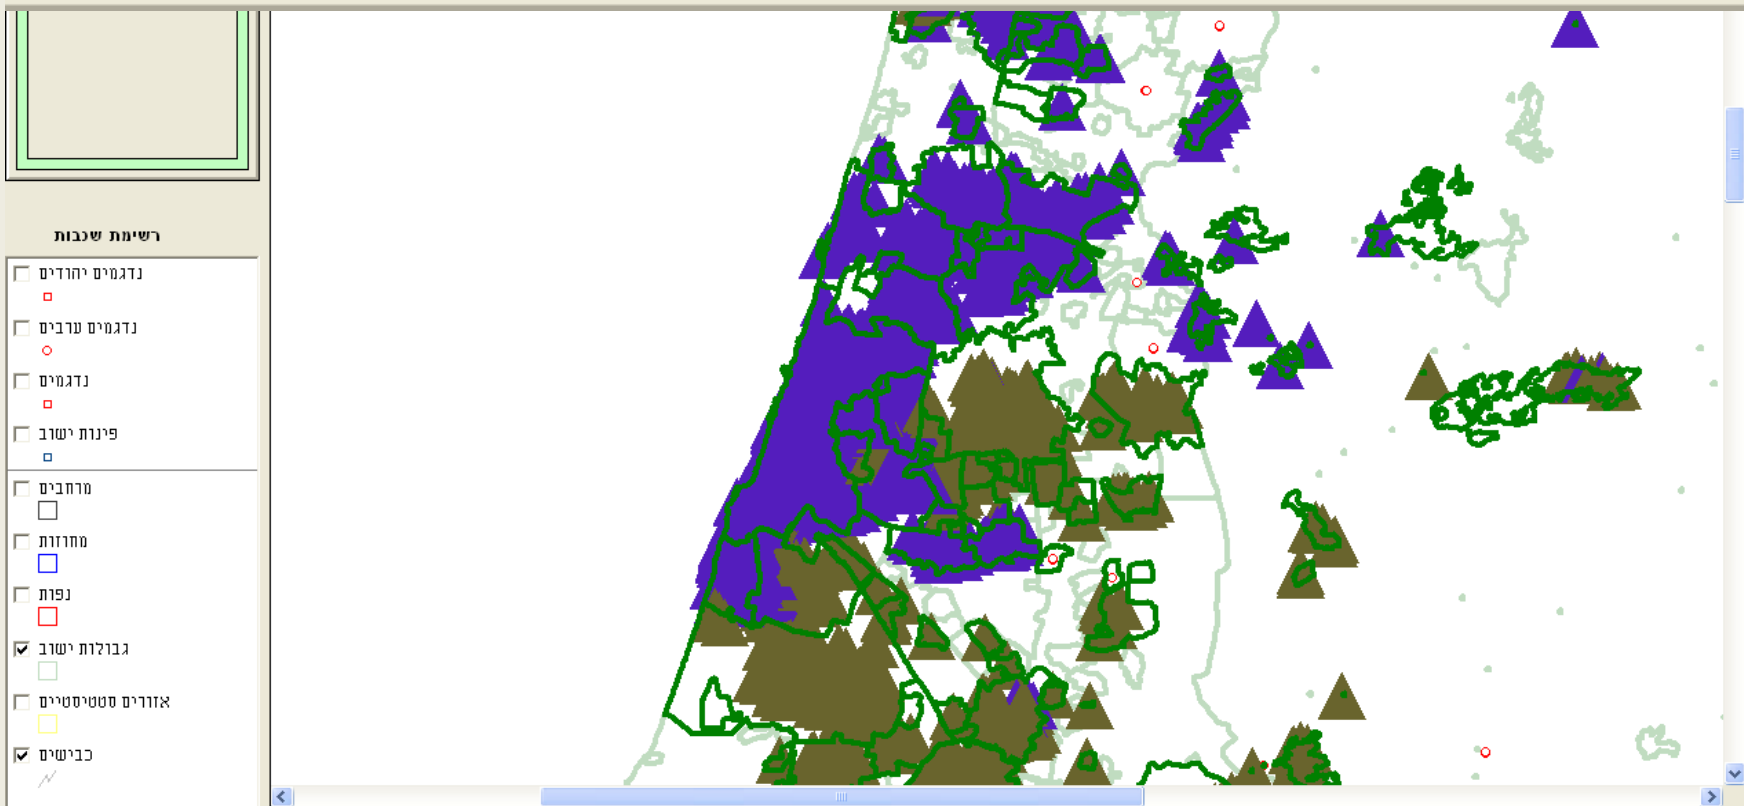 רשימת שכבות
נדגמים יהודים
נדגמים ערבים
נדגמים
פינות ישוב
מרחבים
מחוזות
נפות
גבולות ישוב
אזורים סטטיסטיים
כבישים